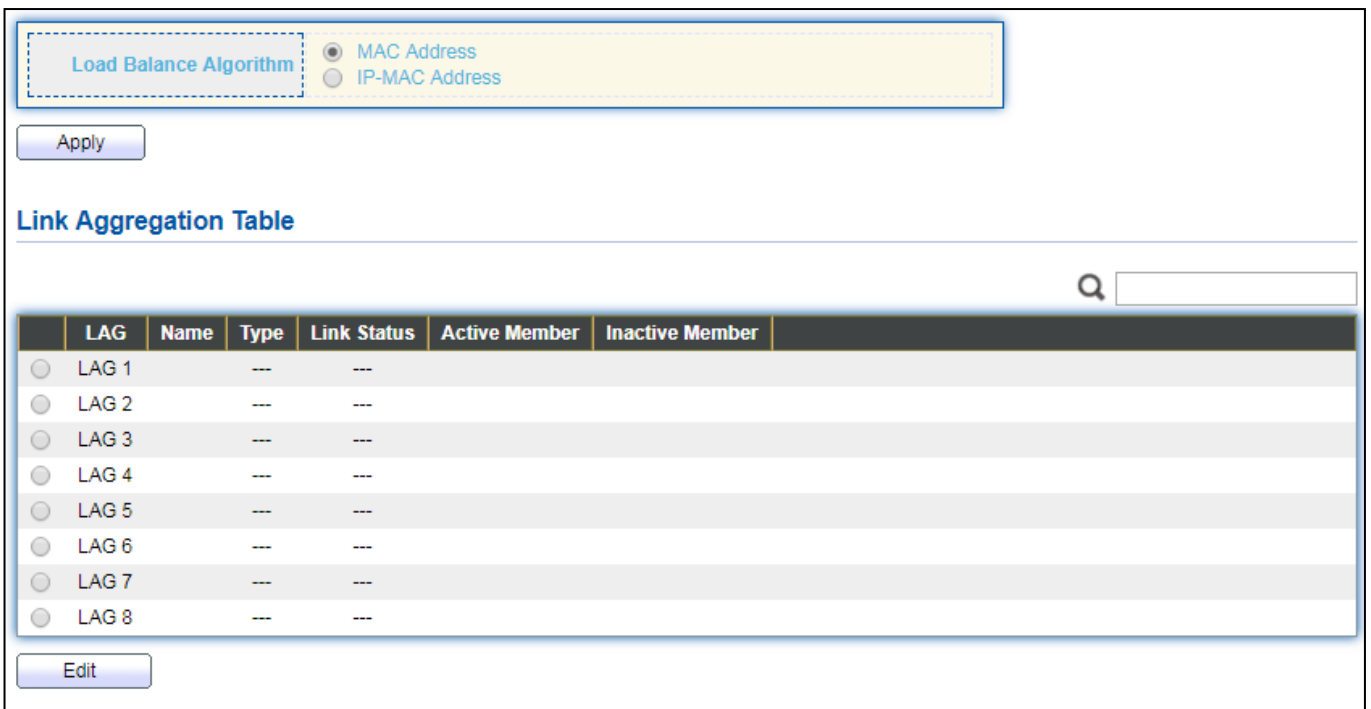 Load Balance Algorithm
MAC Address
IP-MAC Address
Apply
Link Aggregation Table
LAG Name Type Link Status Active Member Inactive Member
LAG 1 --- ---
LAG 2 --- ---
LAG 3 --- ---
LAG 4 --- ---
LAG 5 --- ---
LAG 6 --- ---
LAG 7 --- ---
LAG 8 --- ---
Edit